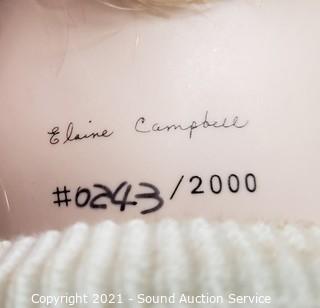 Elaine Campbell
#0243/2000
Copyright 2021 - Sound Auction Service